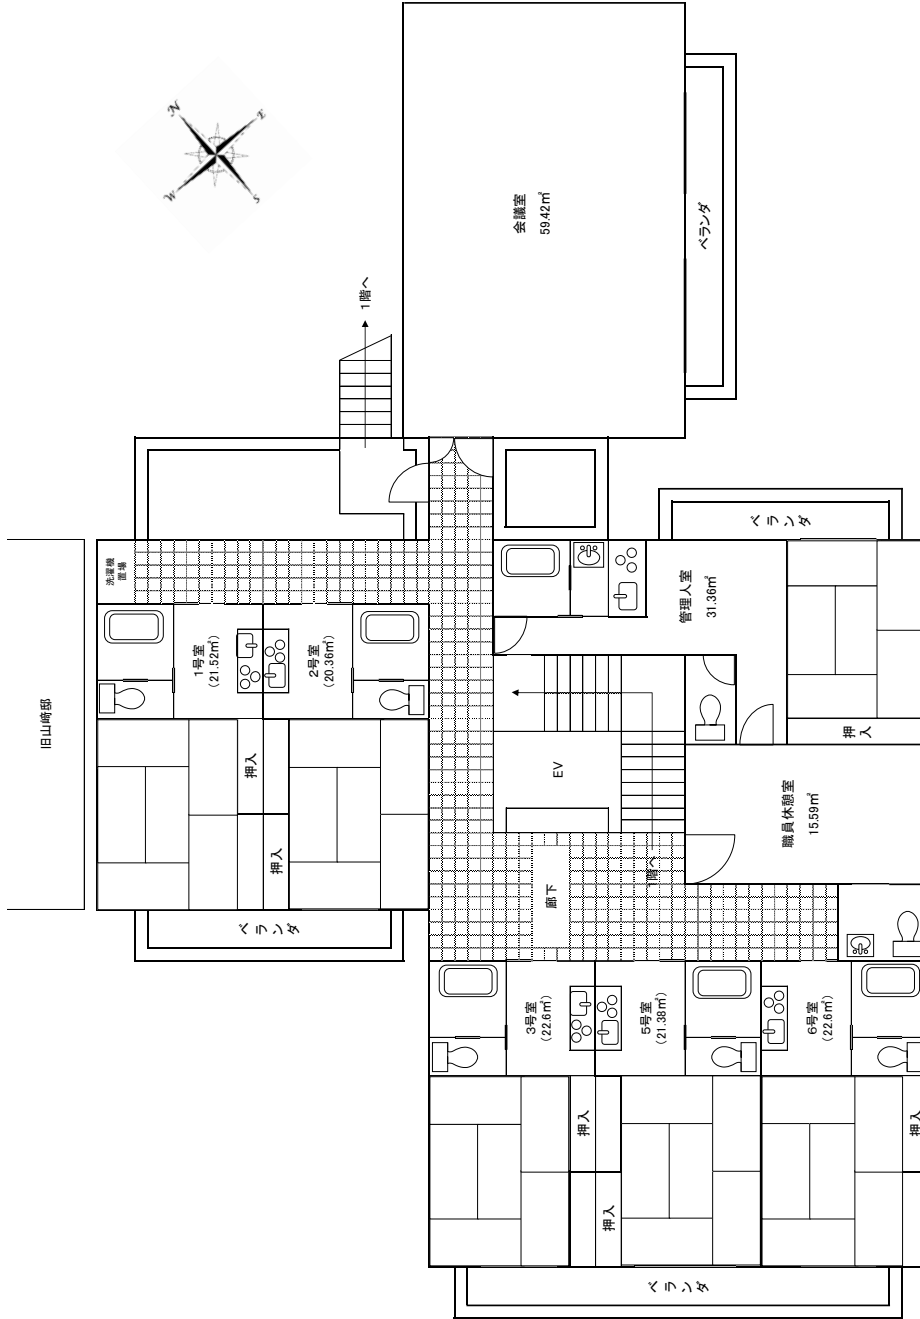 N
E
W
S
会議室
59.42㎡
ベランダ
1階へ
ベランダ
洗濯機
置場
管理人室
31.36㎡
1号室
(21.52㎡)
2号室
(20.36㎡)
旧山崎邸
押入
押入
押入
EV
職員休憩室
15.59㎡
1階へ
廊下
ベランダ
3号室
(22.6㎡)
5号室
(21.38㎡)
6号室
(22.6㎡)
押入
押入
押入
ベランダ